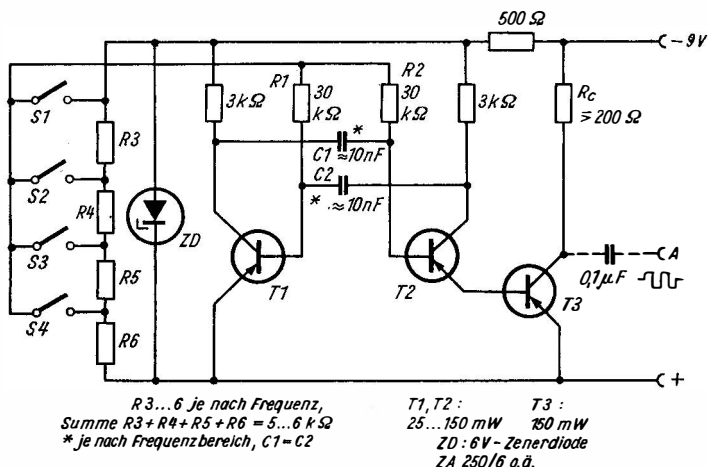 500 Ω
− 9V
R1
R2
3kΩ
30 kΩ
30 kΩ
3kΩ
Rc
≧ 200 Ω
S1
R3
*
C1 ≈10nF
C2
* .≈10nF
S2
R4
ZD
S3
R5
T1
T2
T3
A
0,1µF
S4
R6
+
R3...6 je nach Frequenz,
Summe R3+R4+R5+R6 = 5...6 kΩ
* je nach Frequenzbereich, C1=C2
T1,T2 :
25...150 mW
T3 :
150 mW
ZD : 6V - Zenerdiode
ZA 250/6 o.ä.